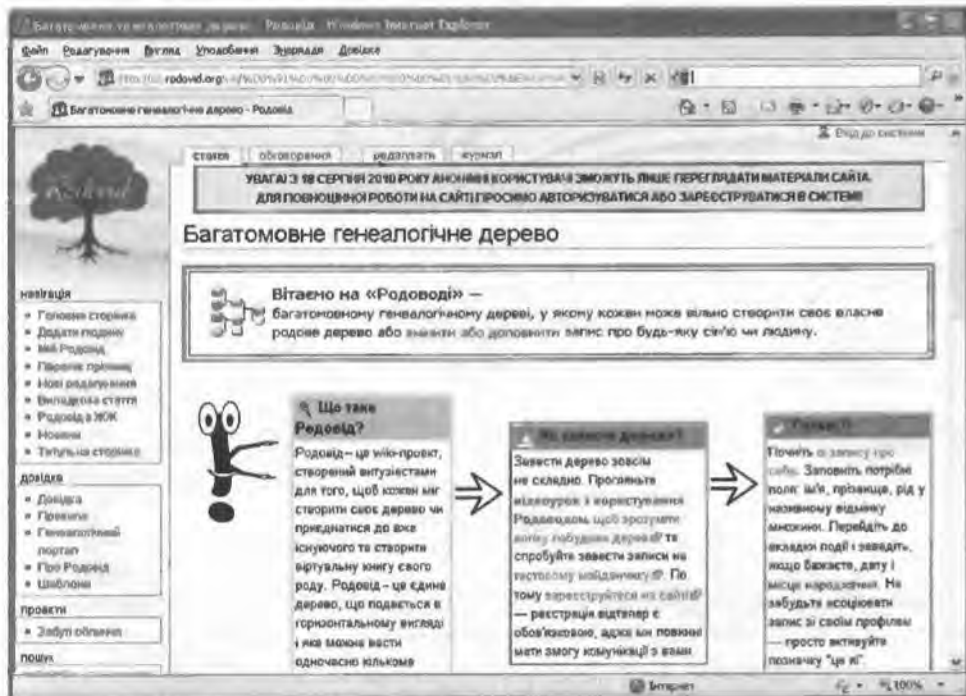 Багатомовне генеалогічне дерево - Родовід - Windows Internet Explorer
Файл Редагування Вигляд Уподобання Знаряддя Довідка
rodovid.org
Багатомовне генеалогічне дерево - Родовід
Вхід до системи
rodovid
стаття обговорення редагувати журнал
УВАГА! З 18 СЕРПНЯ 2010 РОКУ АНОНІМНІ КОРИСТУВАЧІ ЗМОЖУТЬ ЛИШЕ ПЕРЕГЛЯДАТИ МАТЕРІАЛИ САЙТА.
ДЛЯ ПОВНОЦІННОЇ РОБОТИ НА САЙТІ ПРОСИМО АВТОРИЗУВАТИСЯ АБО ЗАРЕЄСТРУВАТИСЯ В СИСТЕМІ!
Багатомовне генеалогічне дерево
Вітаємо на «Родоводі» —
багатомовному генеалогічному дереві, у якому кожен може вільно створити своє власне
родове дерево або змінити або доповнити запис про будь-яку сім'ю чи людину.
навігація
Головна сторінка
Додати людину
Мій Родовід
Перелік прізвищ
Нові редагування
Випадкова стаття
Родовід в ЖЖ
Новини
Титульна сторінка
довідка
Довідка
Правила
Генеалогічний
портал
Про Родовід
Шаблони
проекти
Забуті обличчя
пошук
Що таке
Родовід?
Родовід – це wiki-проект,
створений ентузіастами
для того, щоб кожен міг
створити своє дерево чи
приєднатися до вже
існуючого та створити
віртуальну книгу свого
роду. Родовід – це єдине
дерево, що подається в
горизонтальному вигляді
і яке можна вести
одночасно кількома
Як завести дерево?
Завести дерево зовсім
не складно. Прогляньте
відеоурок з користування
Родоводом, щоб зрозуміти
логіку побудови дерев та
спробуйте завести записи на
тестовому майданчику. По
тому зареєструйтеся на сайті
— реєстрація відтепер є
обов'язковою, адже ми повинні
мати змогу комунікації з вами
Почніть із запису про
себе. Заповніть потрібні
поля: ім'я, прізвище, рід у
називному відмінку
множини. Перейдіть до
вкладки події і заведіть,
якщо бажаєте, дату і
місце народження. Не
забудьте асоціювати
запис зі своїм профілем
— просто активуйте
позначку "це я!".
Інтернет
100%